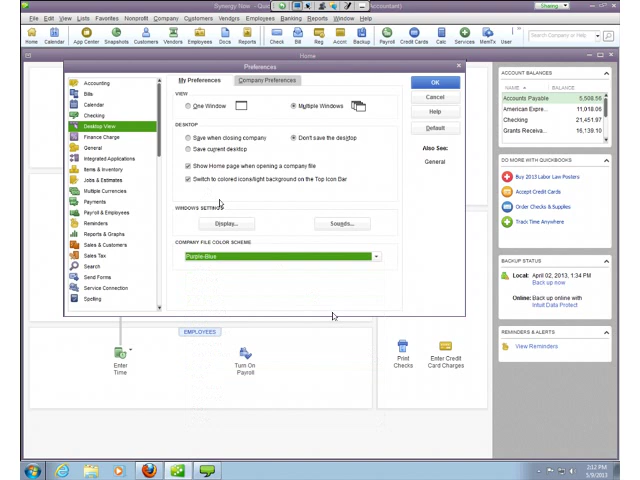 Synergy Now - Qu
Accountant)
Sharing
File Edit View Lists Favorites Nonprofit Company Customers Vendors Employees Banking Reports Window Help
Home Calendar App Center Snapshots Customers Vendors Employees Docs Reports Check Bill Reg Accnt Backup Payroll Credit Cards Calc Services MemTx User
Search Company or Help
Home
Preferences
Accounting
Bills
Calendar
Checking
Desktop View
Finance Charge
General
Integrated Applications
Items & Inventory
Jobs & Estimates
Multiple Currencies
Payments
Payroll & Employees
Reminders
Reports & Graphs
Sales & Customers
Sales Tax
Search
Send Forms
Service Connection
Spelling
My Preferences Company Preferences
VIEW
One Window Multiple Windows
DESKTOP
Save when closing company Don't save the desktop
Save current desktop
Show Home page when opening a company file
Switch to colored icons/light background on the Top Icon Bar
WINDOWS SETTINGS
Display... Sounds...
COMPANY FILE COLOR SCHEME
Purple-Blue
OK
Cancel
Help
Default
Also See:
General
EMPLOYEES
Enter Time
Turn On Payroll
Print Checks
Enter Credit Card Charges
ACCOUNT BALANCES
NAME BALANCE
Accounts Payable 5,508.56
American Expre... 11,018.06
Checking 21,451.97
Grants Receiva... 16,139.10
DO MORE WITH QUICKBOOKS
Buy 2013 Labor Law Posters
Accept Credit Cards
Order Checks & Supplies
Track Time Anywhere
BACKUP STATUS
Local: April 02, 2013, 1:34 PM
Back up now
Online: Back up online with
Intuit Data Protect
REMINDERS & ALERTS
View Reminders
2:12 PM
5/9/2013